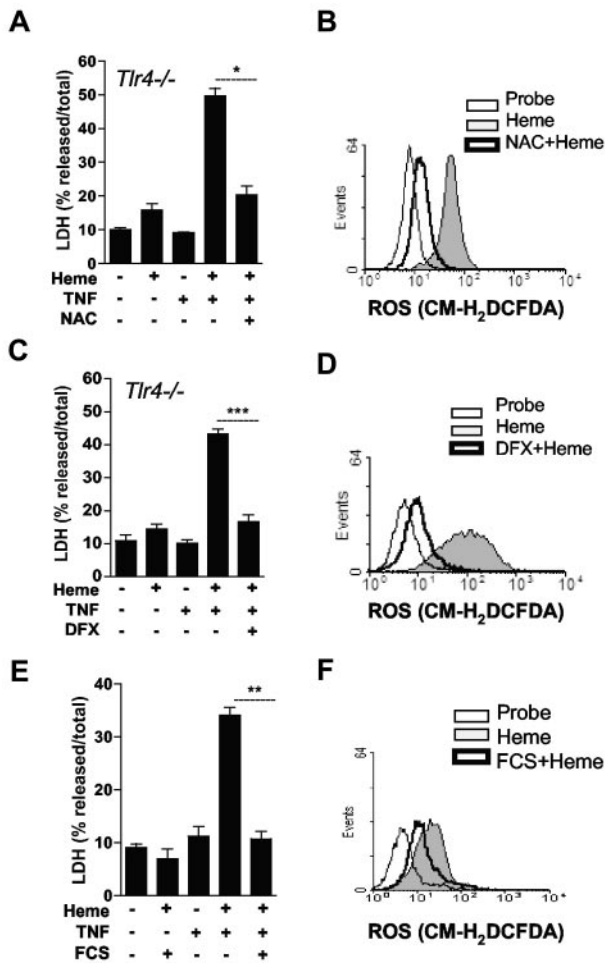 A
Tlr4-/-
*
LDH (% released/total)
60
50
40
30
20
10
0
Heme - + - + +
TNF - - + + +
NAC - - - - +
B
Probe
Heme
NAC+Heme
Events
64
0
10⁰ 10¹ 10² 10³ 10⁴
ROS (CM-H₂DCFDA)
C
Tlr4-/-
***
LDH (% released/total)
60
50
40
30
20
10
0
Heme - + - + +
TNF - - + + +
DFX - - - - +
D
Probe
Heme
DFX+Heme
Events
64
0
10⁰ 10¹ 10² 10³ 10⁴
ROS (CM-H₂DCFDA)
E
**
LDH (% released/total)
40
30
20
10
0
Heme - + - + +
TNF - - + + +
FCS - + - - +
F
Probe
Heme
FCS+Heme
Events
64
0
10⁰ 10¹ 10² 10³ 10⁴
ROS (CM-H₂DCFDA)